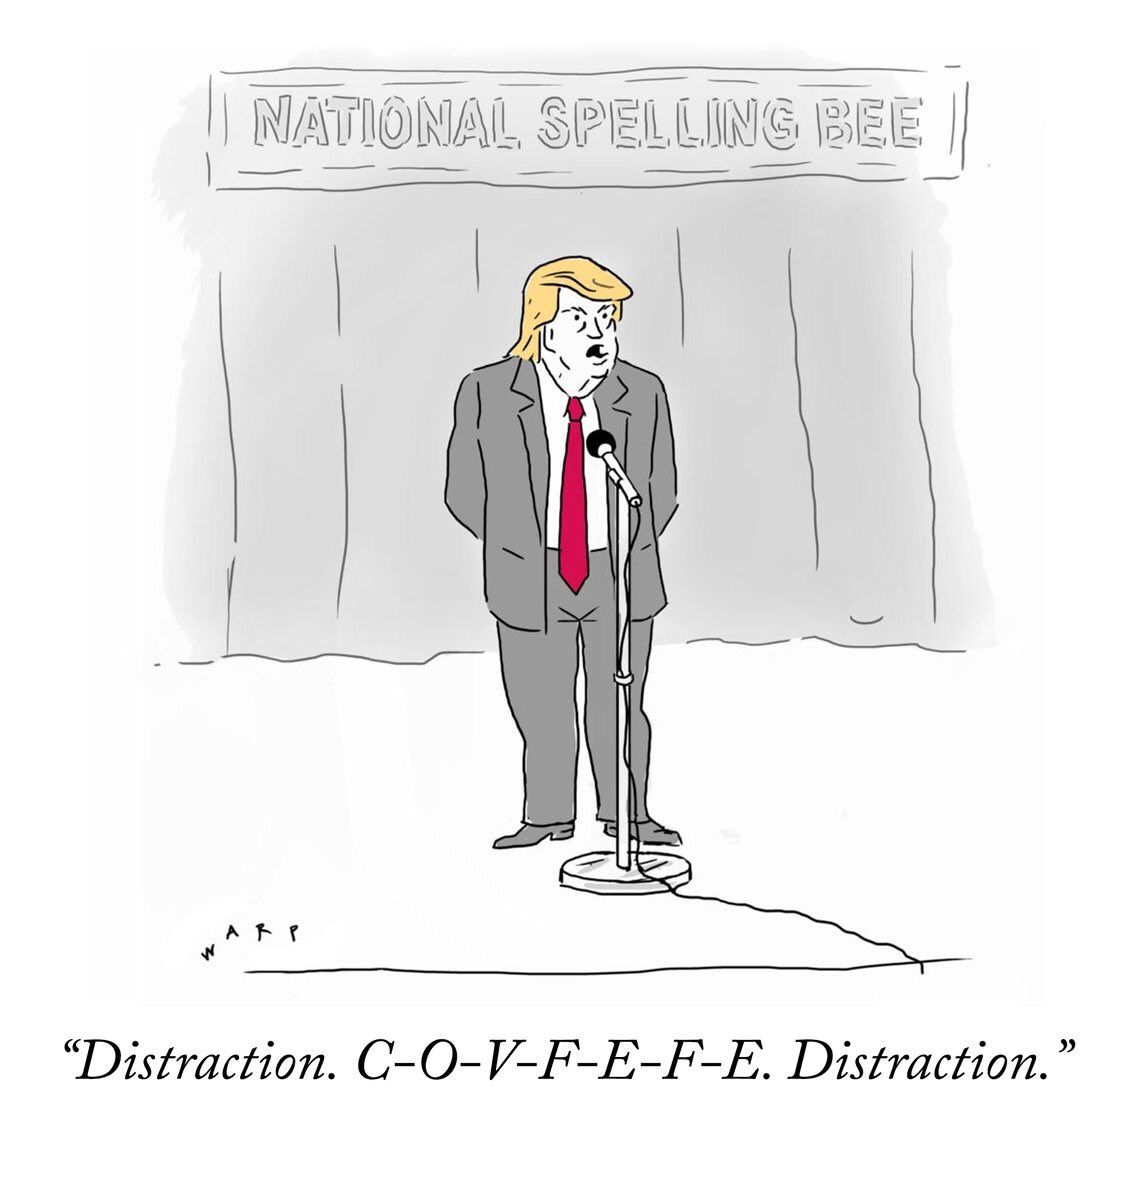 NATIONAL SPELLING BEE
WARP
“Distraction. C-O-V-F-E-F-E. Distraction.”